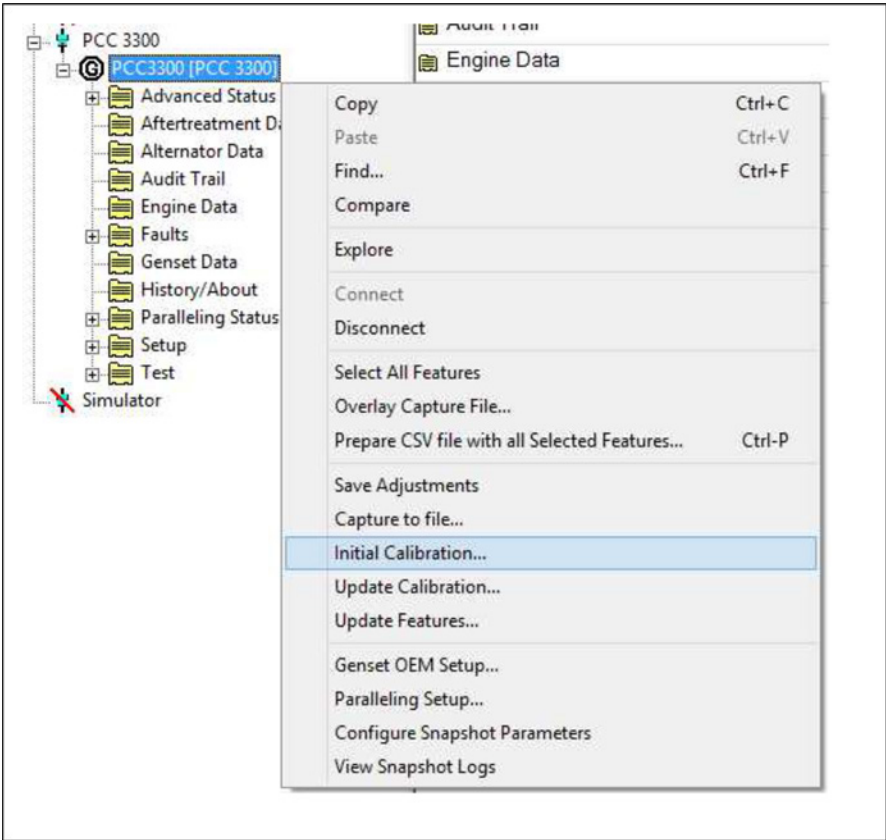 PCC 3300
PCC3300 [PCC 3300]
Advanced Status
Aftertreatment
Alternator Data
Audit Trail
Engine Data
Faults
Genset Data
History/About
Paralleling Status
Setup
Test
Simulator
Audit Trail
Engine Data
Copy Ctrl+C
Paste Ctrl+V
Find... Ctrl+F
Compare
Explore
Connect
Disconnect
Select All Features
Overlay Capture File...
Prepare CSV file with all Selected Features... Ctrl-P
Save Adjustments
Capture to file...
Initial Calibration...
Update Calibration...
Update Features...
Genset OEM Setup...
Paralleling Setup...
Configure Snapshot Parameters
View Snapshot Logs